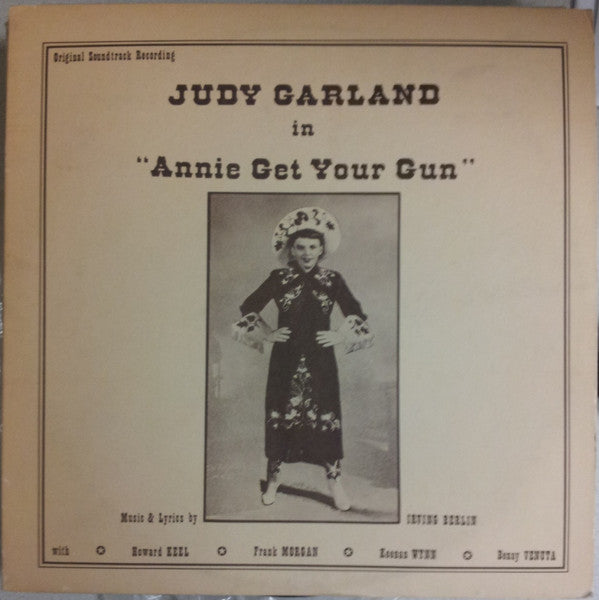 Original Soundtrack Recording
JUDY GARLAND
in
"Annie Get Your Gun"
Music & Lyrics by IRVING BERLIN
with ✪ Howard KEEL ✪ Frank MORGAN ✪ Keenan WYNN ✪ Benay VENUTA